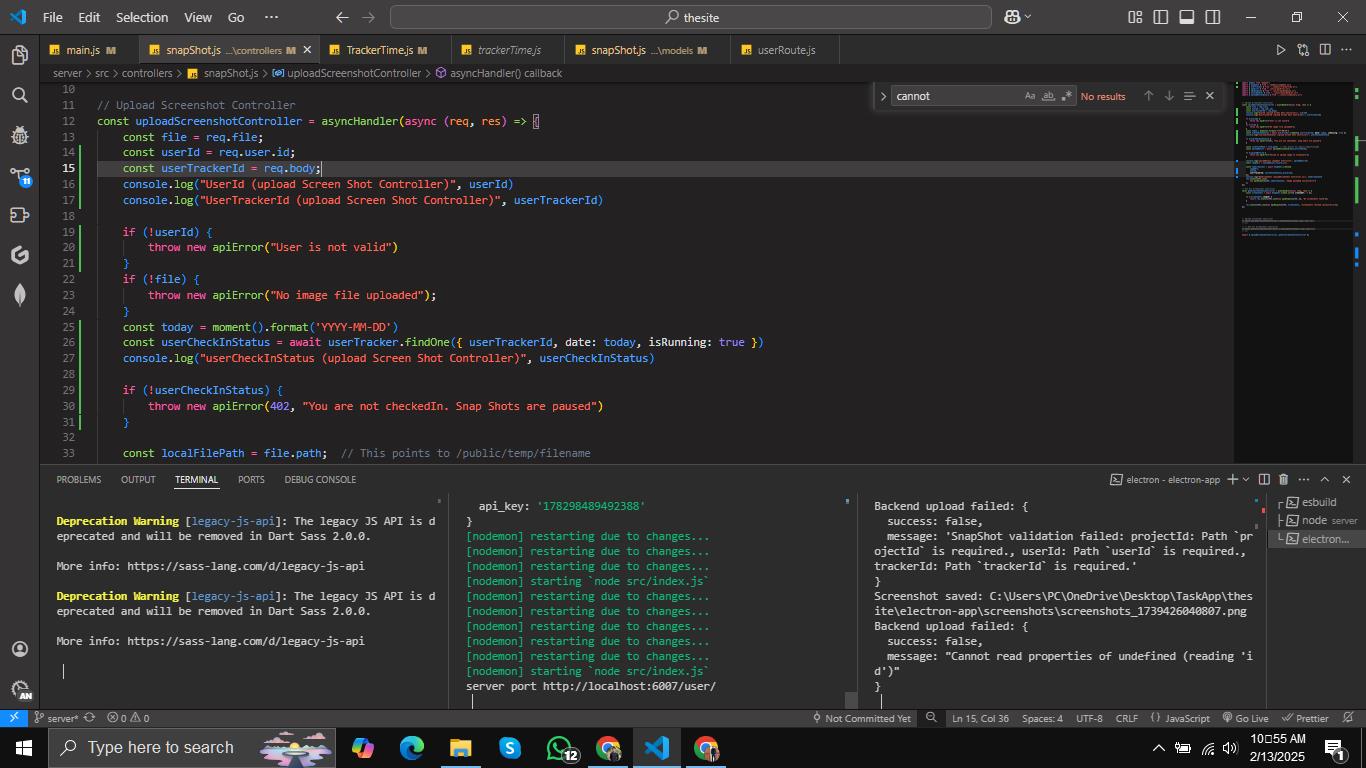 File Edit Selection View Go ··· thesite
main.js M snapShot.js ...\controllers M TrackerTime.js M trackerTime.js snapShot.js ...\models M userRoute.js
server > src > controllers > snapShot.js > uploadScreenshotController > asyncHandler() callback
cannot Aa ab .* No results
10
11 // Upload Screenshot Controller
12 const uploadScreenshotController = asyncHandler(async (req, res) => {
13 const file = req.file;
14 const userId = req.user.id;
15 const userTrackerId = req.body;
16 console.log("UserId (upload Screen Shot Controller)", userId)
17 console.log("UserTrackerId (upload Screen Shot Controller)", userTrackerId)
18
19 if (!userId) {
20 throw new apiError("User is not valid")
21 }
22 if (!file) {
23 throw new apiError("No image file uploaded");
24 }
25 const today = moment().format('YYYY-MM-DD')
26 const userCheckInStatus = await userTracker.findOne({ userTrackerId, date: today, isRunning: true })
27 console.log("userCheckInStatus (upload Screen Shot Controller)", userCheckInStatus)
28
29 if (!userCheckInStatus) {
30 throw new apiError(402, "You are not checkedIn. Snap Shots are paused")
31 }
32
33 const localFilePath = file.path; // This points to /public/temp/filename
PROBLEMS OUTPUT TERMINAL PORTS DEBUG CONSOLE electron - electron-app
Deprecation Warning [legacy-js-api]: The legacy JS API is d
eprecated and will be removed in Dart Sass 2.0.0.
More info: https://sass-lang.com/d/legacy-js-api
Deprecation Warning [legacy-js-api]: The legacy JS API is d
eprecated and will be removed in Dart Sass 2.0.0.
More info: https://sass-lang.com/d/legacy-js-api
api_key: '178298489492388'
}
[nodemon] restarting due to changes...
[nodemon] restarting due to changes...
[nodemon] restarting due to changes...
[nodemon] starting `node src/index.js`
[nodemon] restarting due to changes...
[nodemon] restarting due to changes...
[nodemon] restarting due to changes...
[nodemon] restarting due to changes...
[nodemon] restarting due to changes...
[nodemon] starting `node src/index.js`
server port http://localhost:6007/user/
Backend upload failed: {
success: false,
message: 'SnapShot validation failed: projectId: Path `pr
ojectId` is required., userId: Path `userId` is required.,
trackerId: Path `trackerId` is required.'
}
Screenshot saved: C:\Users\PC\OneDrive\Desktop\TaskApp\thes
ite\electron-app\screenshots\screenshots_1739426040807.png
Backend upload failed: {
success: false,
message: "Cannot read properties of undefined (reading 'i
d')"
}
esbuild
node server
electron...
server* 0 0 Not Committed Yet Ln 15, Col 36 Spaces: 4 UTF-8 CRLF JavaScript Go Live Prettier
Type here to search 12 10:55 AM
2/13/2025 1